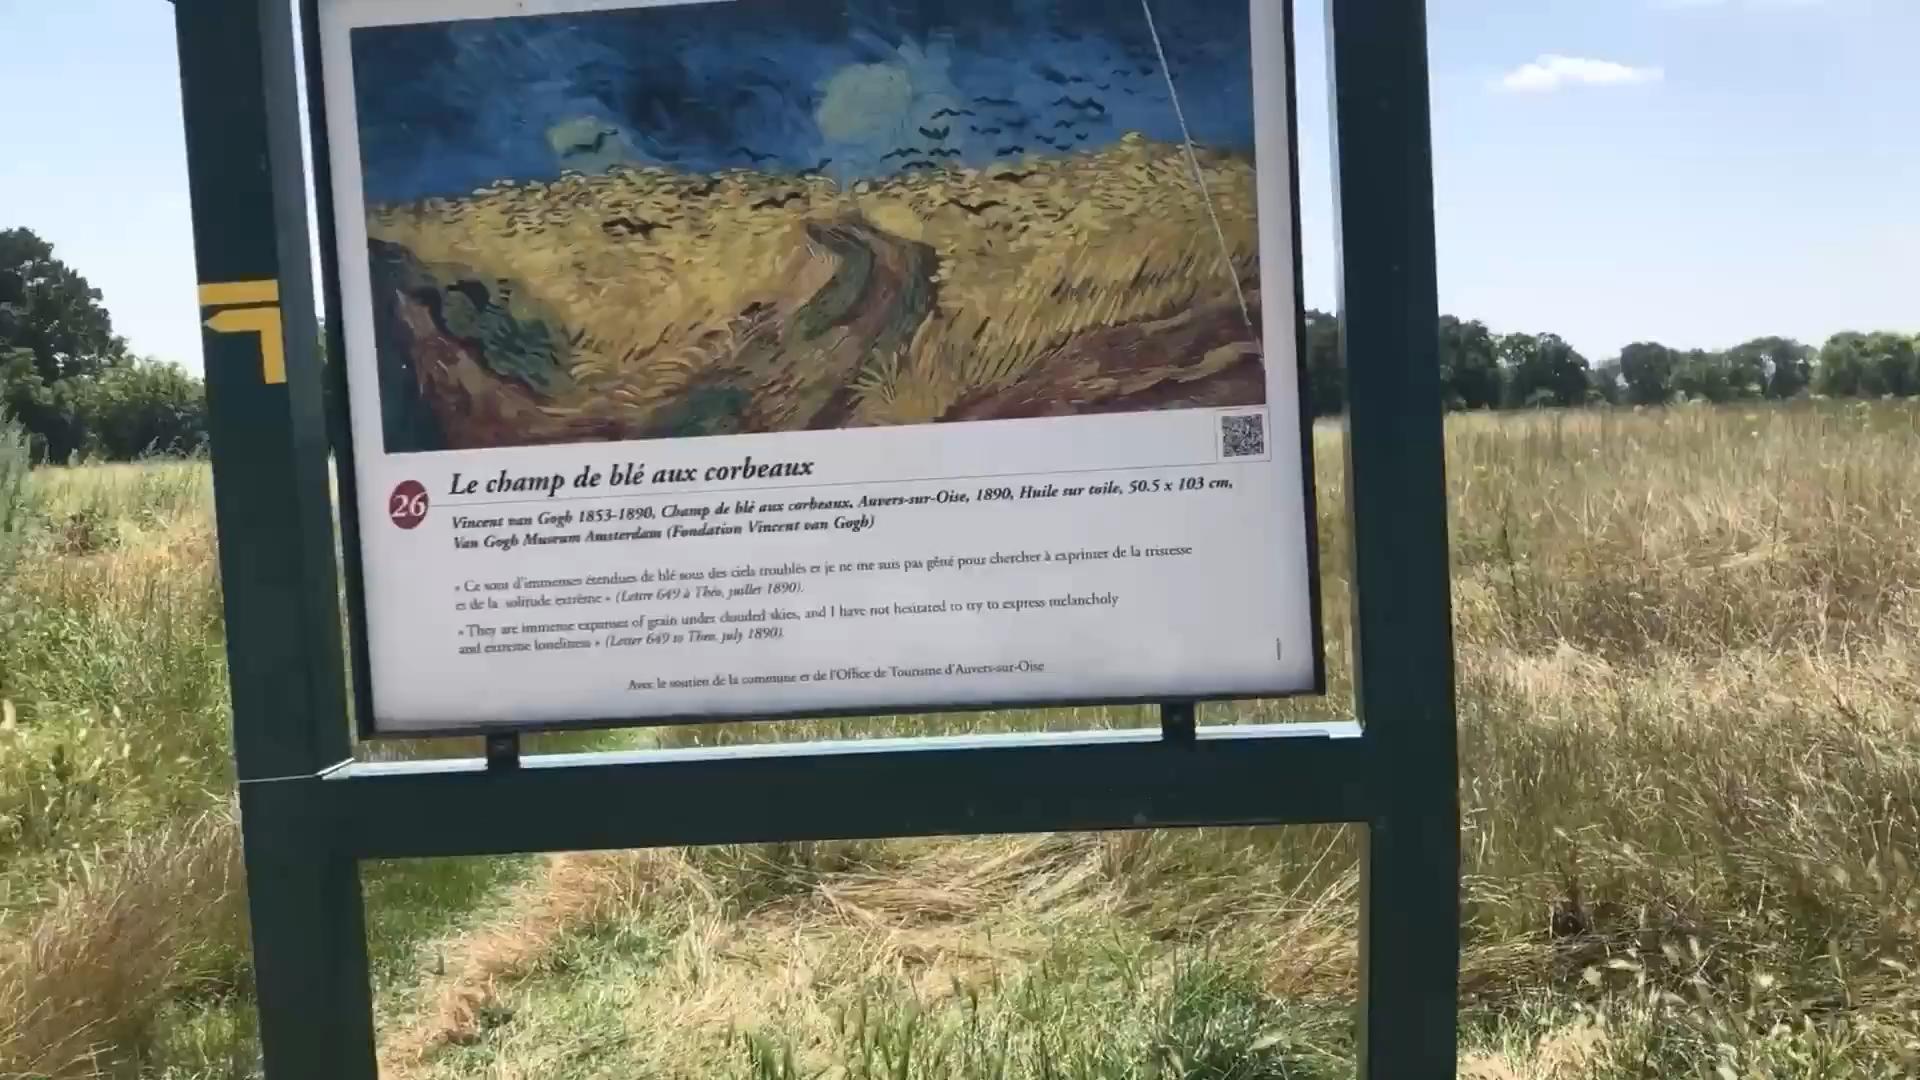 Le champ de blé aux corbeaux
26
Vincent van Gogh 1853-1890, Champ de blé aux corbeaux, Auvers-sur-Oise, 1890, Huile sur toile, 50.5 x 103 cm,
Van Gogh Museum Amsterdam (Fondation Vincent van Gogh)
« Ce sont d'immenses étendues de blé sous des ciels troublés et je ne me suis pas gêné pour chercher à exprimer de la tristesse
et de la solitude extrême » (Lettre 649 à Théo, juillet 1890).
« They are immense expanses of grain under clouded skies, and I have not hesitated to try to express melancholy
and extreme loneliness » (Letter 649 to Theo, july 1890).
Avec le soutien de la commune et de l'Office de Tourisme d'Auvers-sur-Oise